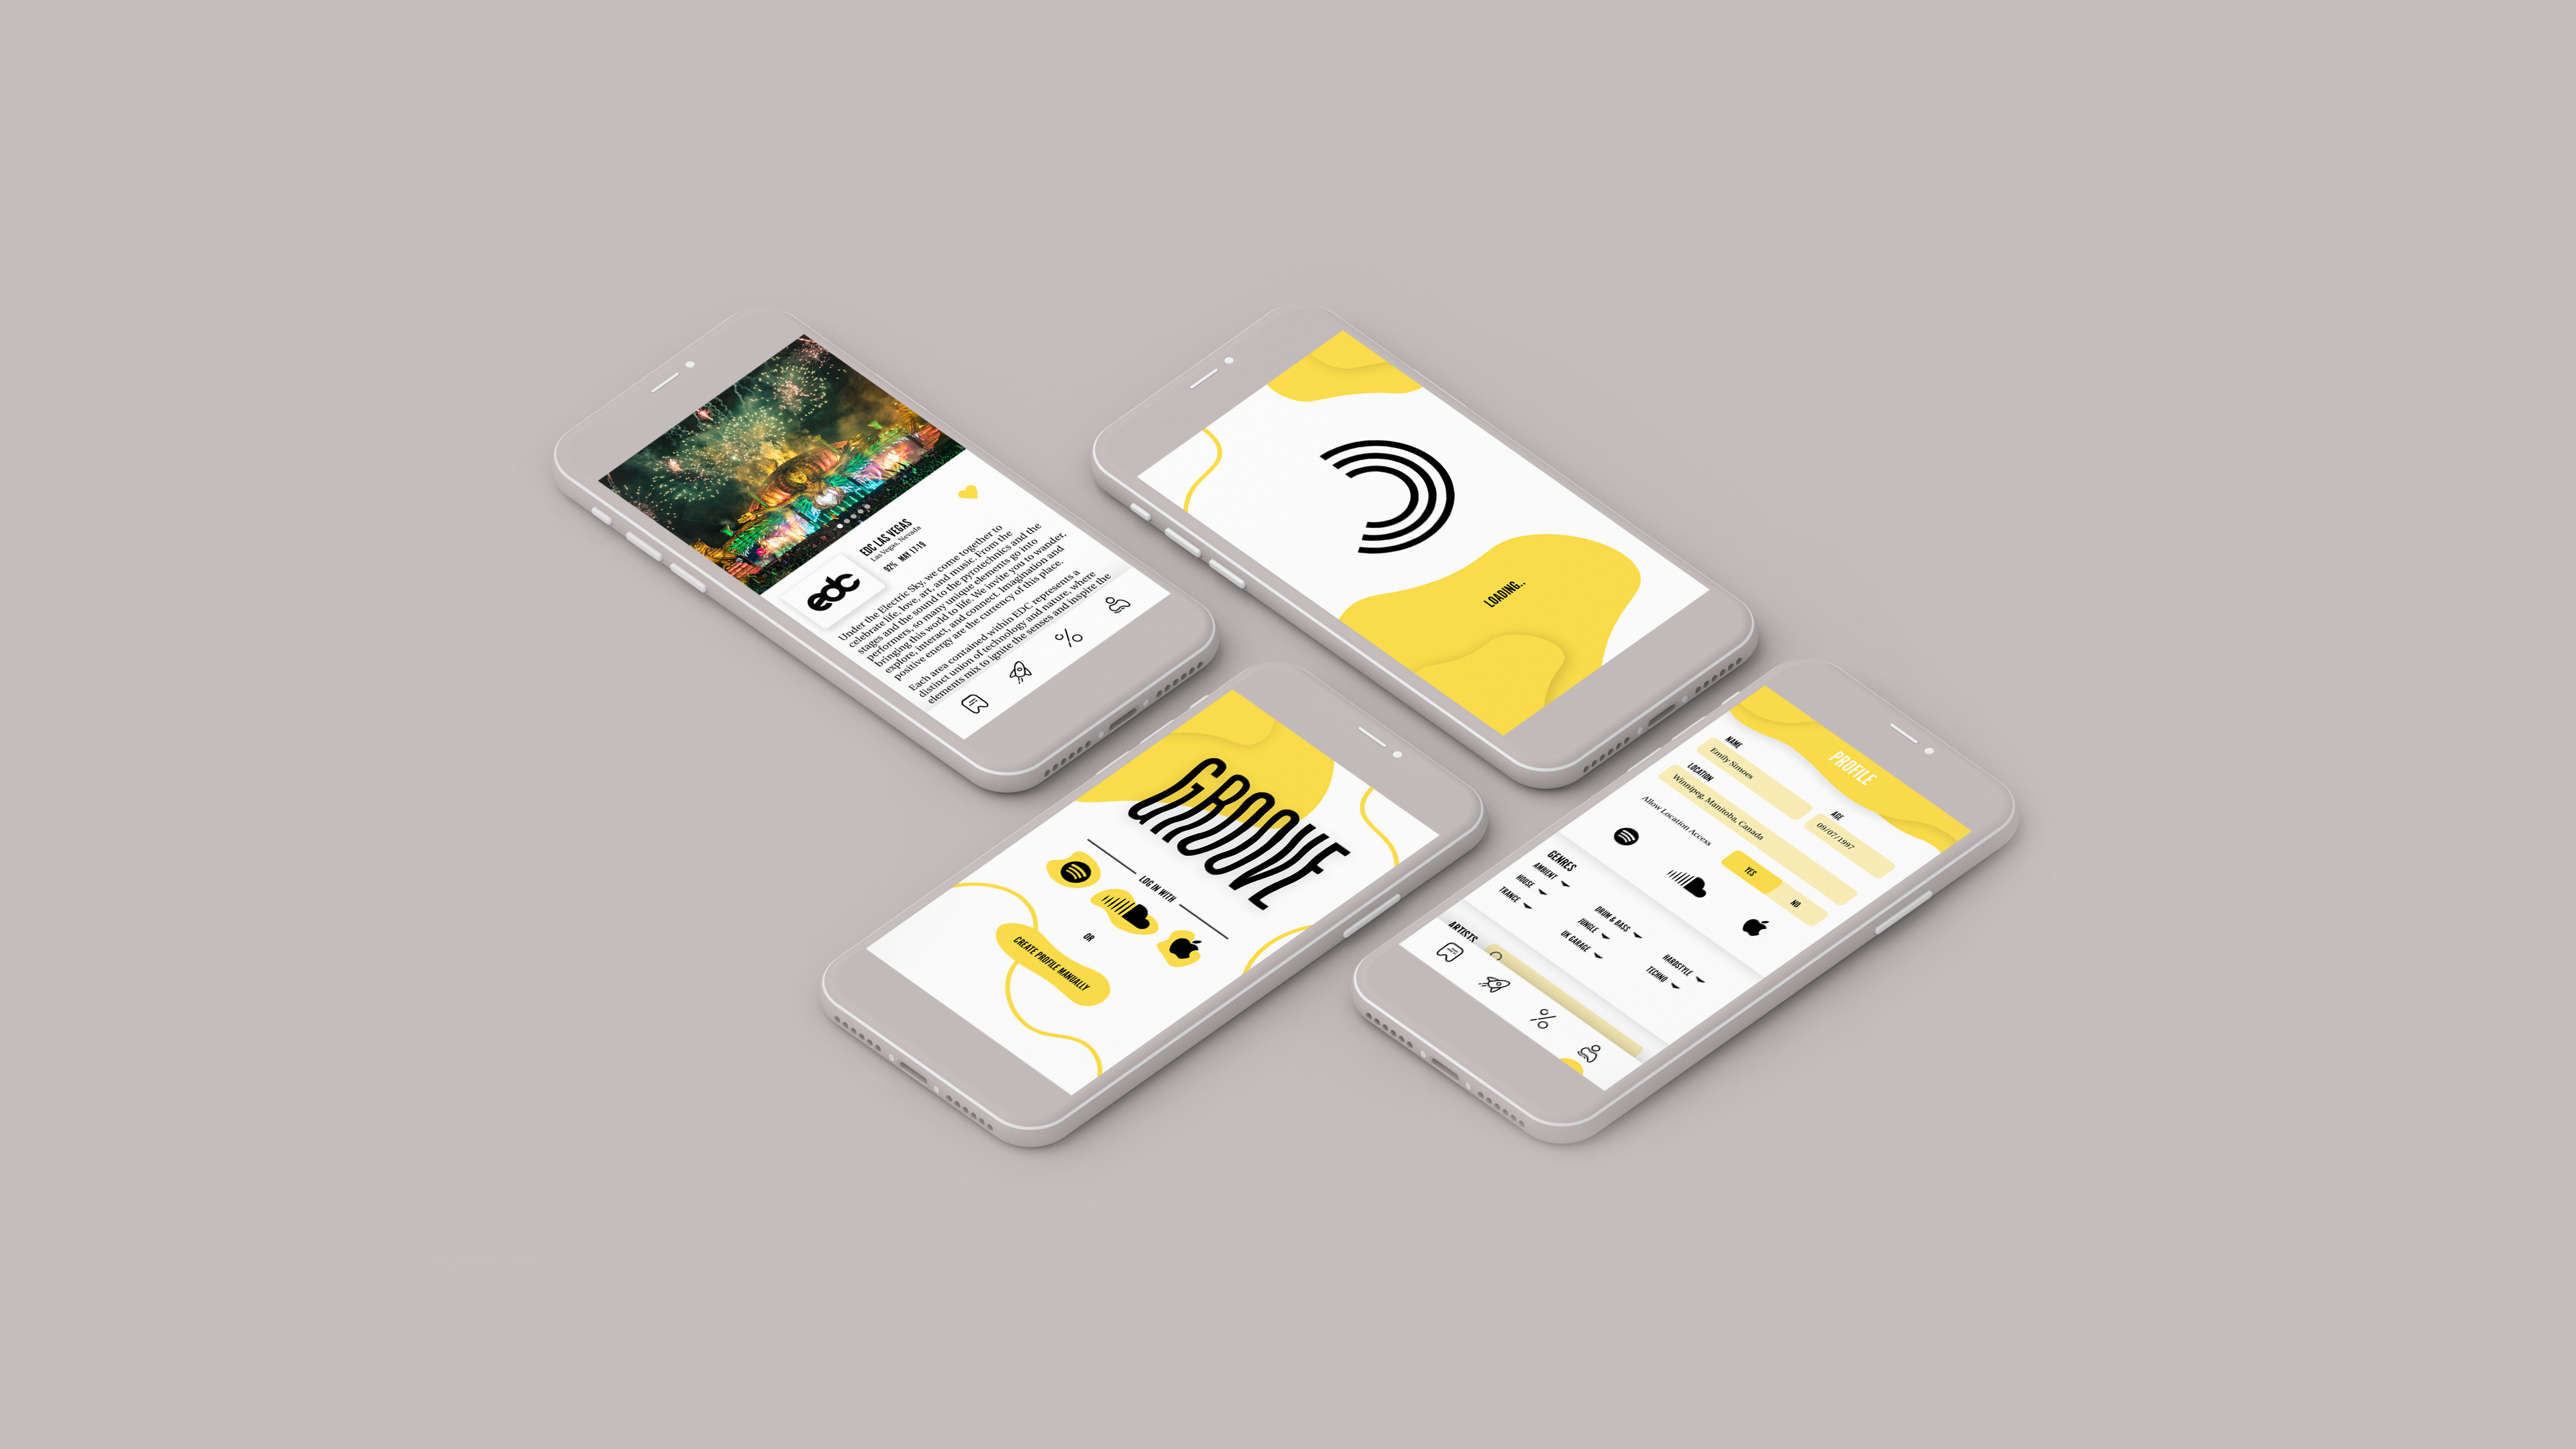 edc
EDC LAS VEGAS
Las Vegas, Nevada
92% MAY 17-19
Under the Electric Sky, we come together to
celebrate life, love, art, and music. From the
stages and the sound to the pyrotechnics and the
performers, so many unique elements go into
bringing this world to life. We invite you to wander,
explore, interact, and connect. Imagination and
positive energy are the currency of this place.
Each area contained within EDC represents a
distinct union of technology and nature, where
elements mix to ignite the senses and inspire the
LOADING..
GROOVE
LOG IN WITH
OR
CREATE PROFILE MANUALLY
PROFILE
NAME
Emily Simoes
AGE
09/07/1997
LOCATION
Winnipeg, Manitoba, Canada
Allow Location Access
YES
NO
GENRES
AMBIENT
DRUM & BASS
HARDSTYLE
HOUSE
JUNGLE
TECHNO
TRANCE
UK GARAGE
ARTISTS